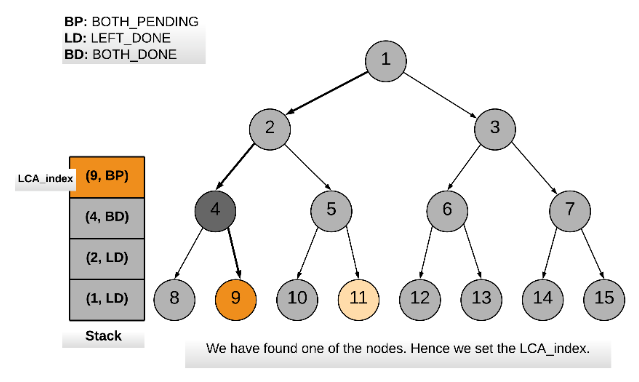 BP: BOTH_PENDING
LD: LEFT_DONE
BD: BOTH_DONE
1
2
3
LCA_index
(9, BP)
(4, BD)
(2, LD)
(1, LD)
Stack
4
5
6
7
8
9
10
11
12
13
14
15
We have found one of the nodes. Hence we set the LCA_index.